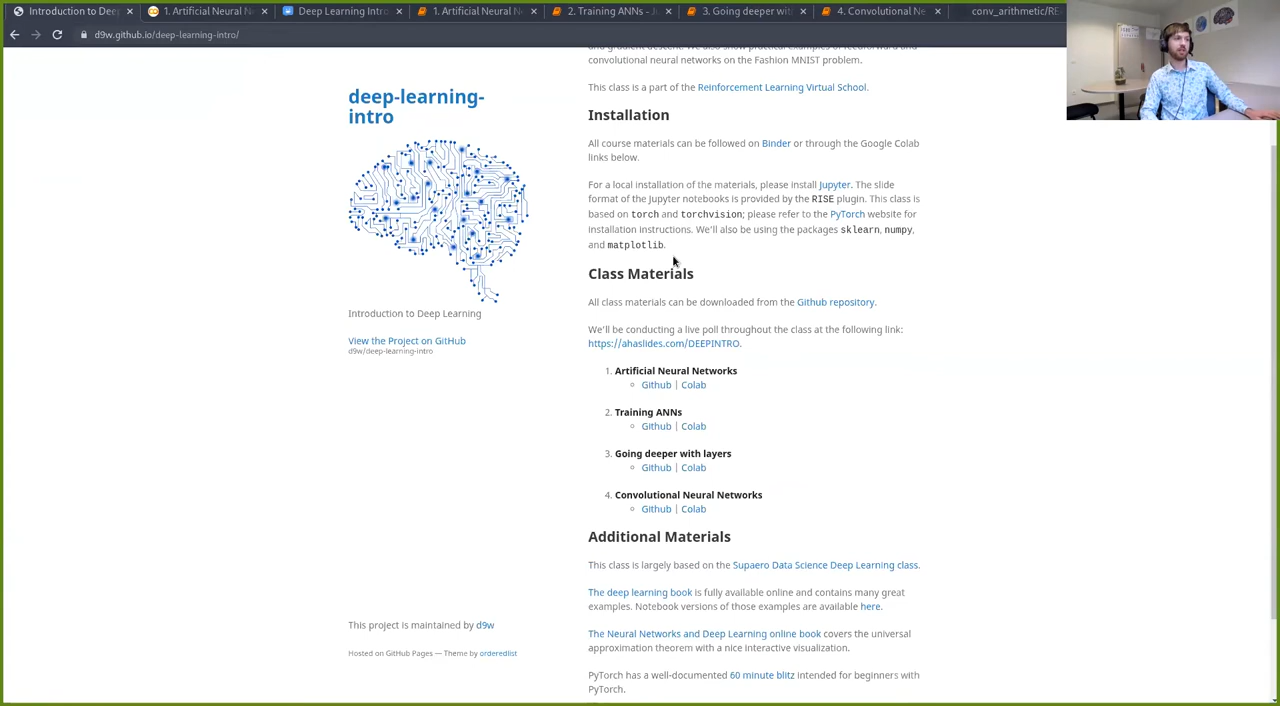 Introduction to Deep
1. Artificial Neural N
Deep Learning Intro
1. Artificial Neural N
2. Training ANNs - J
3. Going deeper with
4. Convolutional Ne
conv_arithmetic/RE
d9w.github.io/deep-learning-intro/
deep-learning-
intro
Introduction to Deep Learning
View the Project on GitHub
d9w/deep-learning-intro
This project is maintained by d9w
Hosted on GitHub Pages — Theme by orderedlist
and gradient descent. We also show practical examples of feedforward and
convolutional neural networks on the Fashion MNIST problem.
This class is a part of the Reinforcement Learning Virtual School.
Installation
All course materials can be followed on Binder or through the Google Colab
links below.
For a local installation of the materials, please install Jupyter. The slide
format of the Jupyter notebooks is provided by the RISE plugin. This class is
based on torch and torchvision; please refer to the PyTorch website for
installation instructions. We'll also be using the packages sklearn, numpy,
and matplotlib.
Class Materials
All class materials can be downloaded from the Github repository.
We'll be conducting a live poll throughout the class at the following link:
https://ahaslides.com/DEEPINTRO.
1. Artificial Neural Networks
Github | Colab
2. Training ANNs
Github | Colab
3. Going deeper with layers
Github | Colab
4. Convolutional Neural Networks
Github | Colab
Additional Materials
This class is largely based on the Supaero Data Science Deep Learning class.
The deep learning book is fully available online and contains many great
examples. Notebook versions of those examples are available here.
The Neural Networks and Deep Learning online book covers the universal
approximation theorem with a nice interactive visualization.
PyTorch has a well-documented 60 minute blitz intended for beginners with
PyTorch.